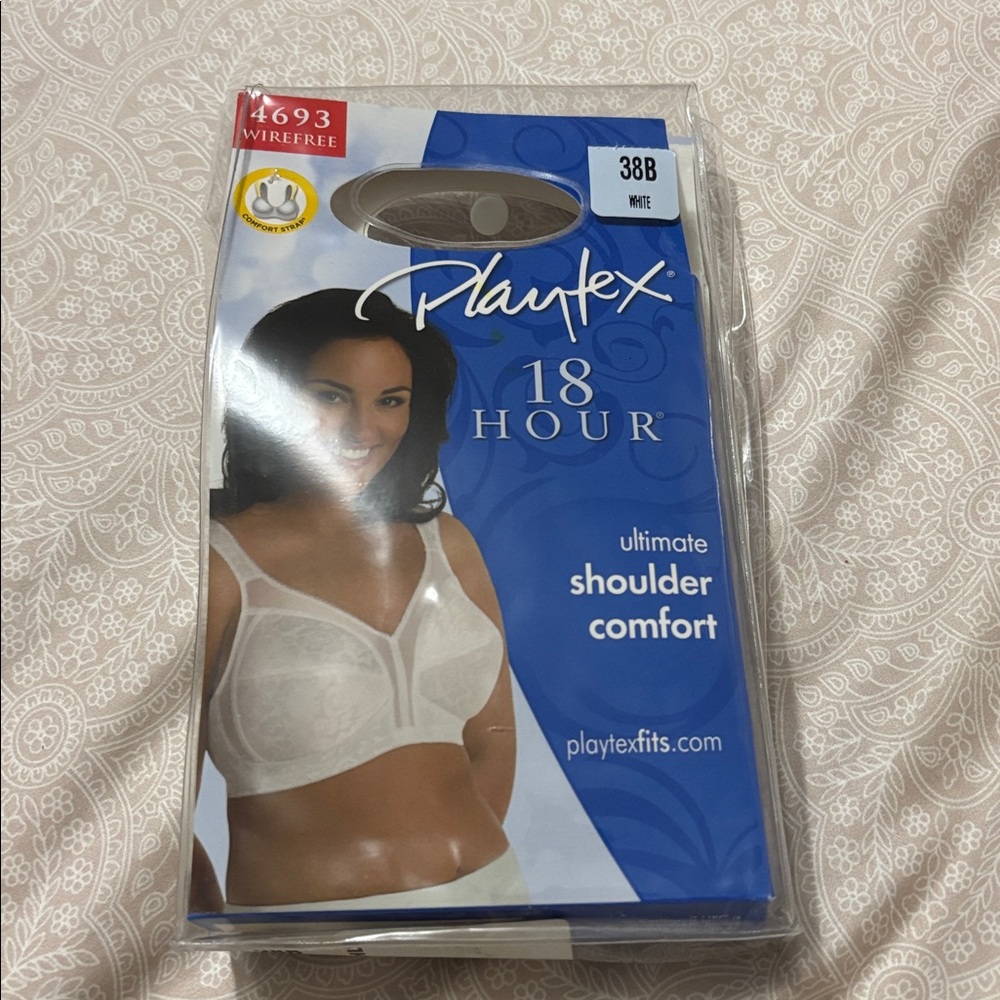 4693
WIREFREE
COMFORT STRAP
38B
WHITE
Playtex®
18
HOUR®
ultimate
shoulder
comfort
playtexfits.com